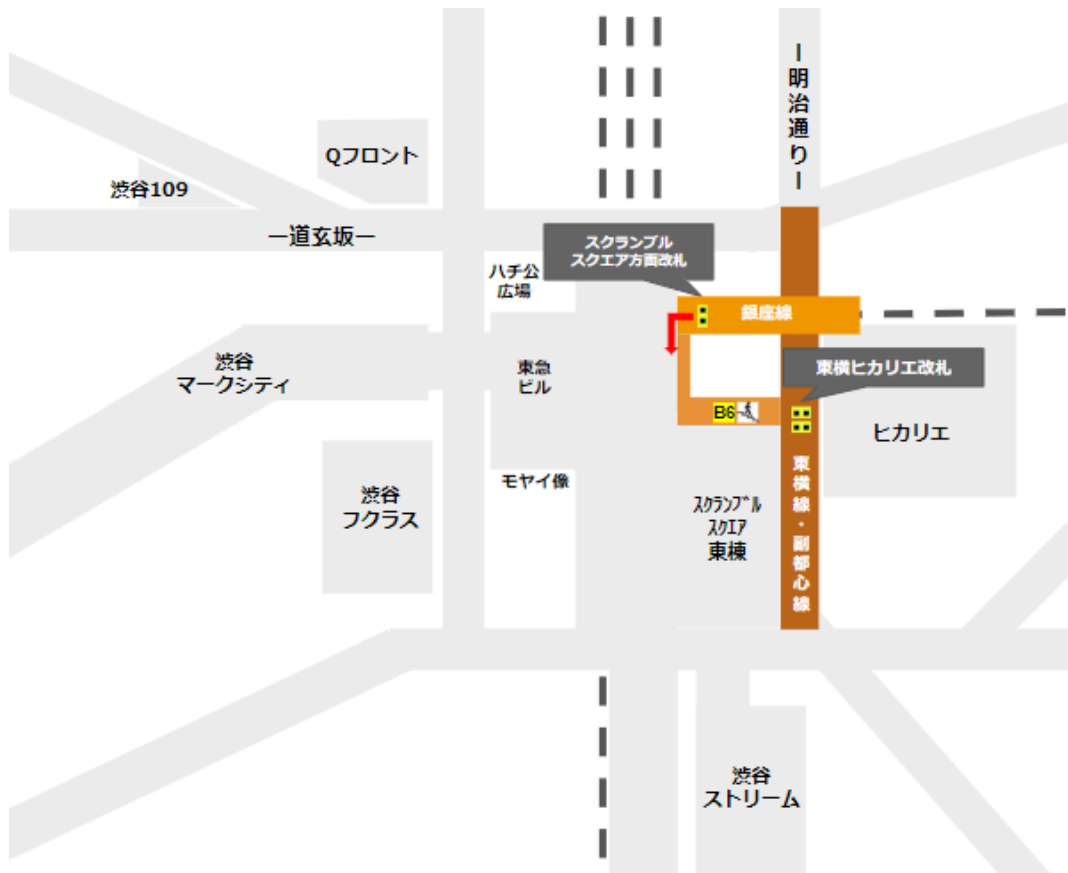 ー明治通りー
Qフロント
渋谷109
ー道玄坂ー
スクランブル
スクエア方面改札
ハチ公
広場
銀座線
渋谷
マークシティ
東急
ビル
東横ヒカリエ改札
B6
ヒカリエ
モヤイ像
渋谷
フクラス
ｽｸﾗﾝﾌﾞﾙ
ｽｸｴｱ
東棟
東横線・副都心線
渋谷
ストリーム